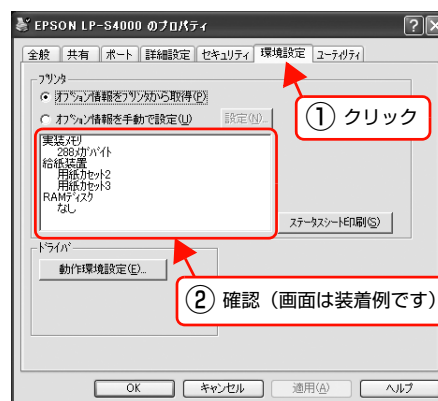 EPSON LP-S4000 のプロパティ
全般 共有 ポート 詳細設定 セキュリティ 環境設定 ユーティリティ
プリンタ
オプション情報をプリンタから取得(P)
オプション情報を手動で設定(U) 設定(N)...
① クリック
実装メモリ
288メガバイト
給紙装置
用紙カセット2
用紙カセット3
RAMディスク
なし
ステータスシート印刷(S)
ドライバ
動作環境設定(E)...
② 確認（画面は装着例です）
OK キャンセル 適用(A) ヘルプ